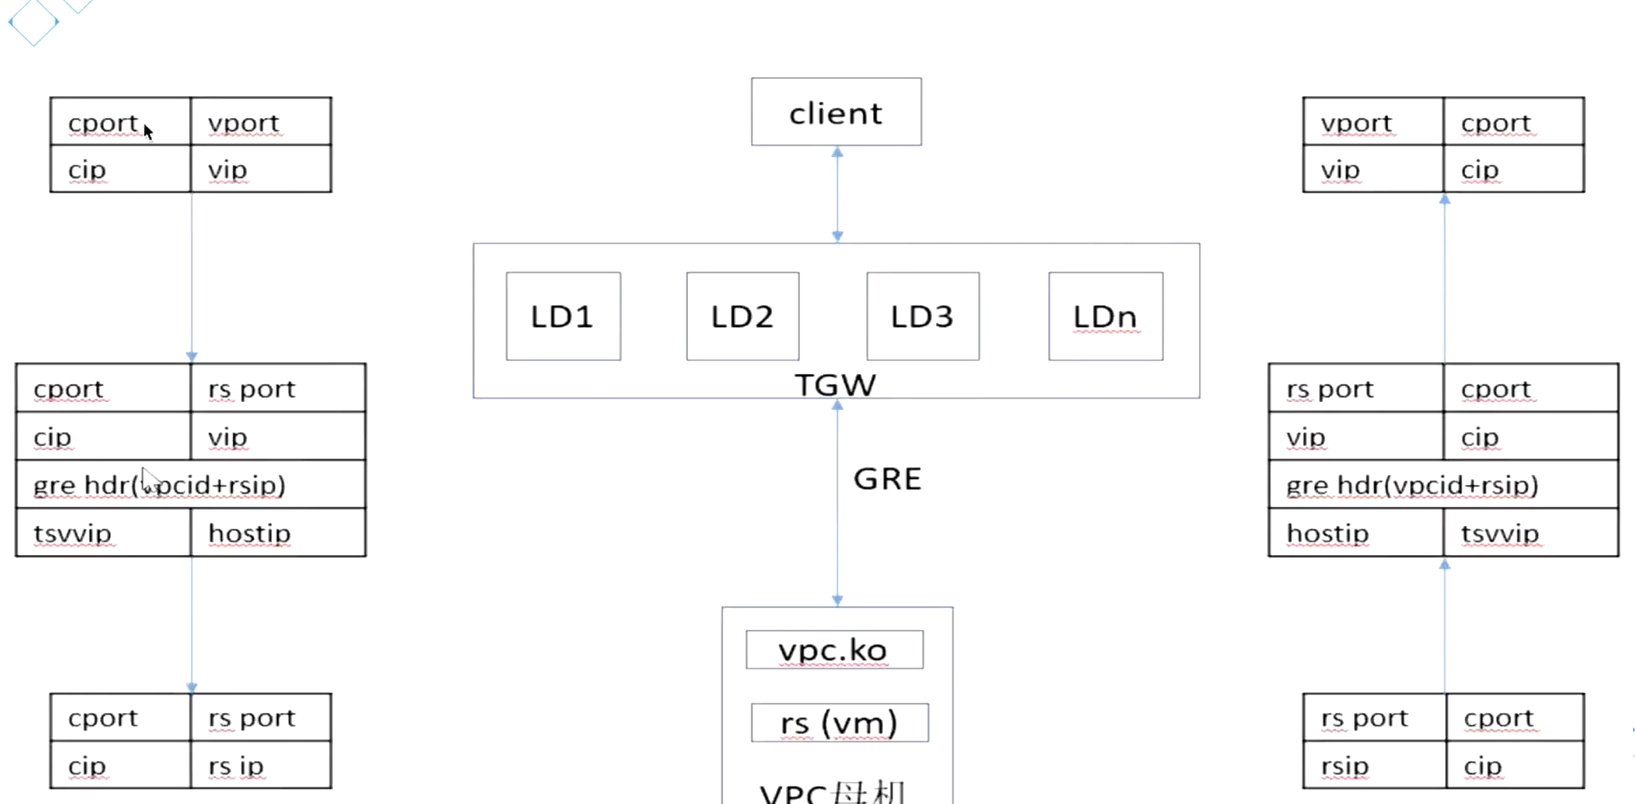 cport vport
cip vip
cport rs port
cip vip
gre hdr(vpcid+rsip)
tsvvip hostip
cport rs port
cip rs ip
client
LD1 LD2 LD3 LDn
TGW
GRE
vpc.ko
rs (vm)
VPC母机
vport cport
vip cip
rs port cport
vip cip
gre hdr(vpcid+rsip)
hostip tsvvip
rs port cport
rsip cip